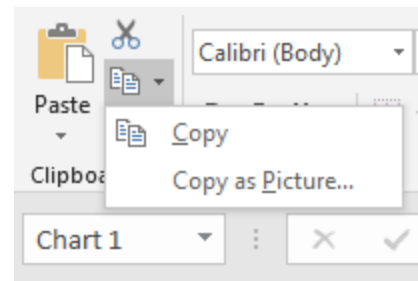 Calibri (Body)
Paste
Copy
Clipboa
Copy as Picture...
Chart 1